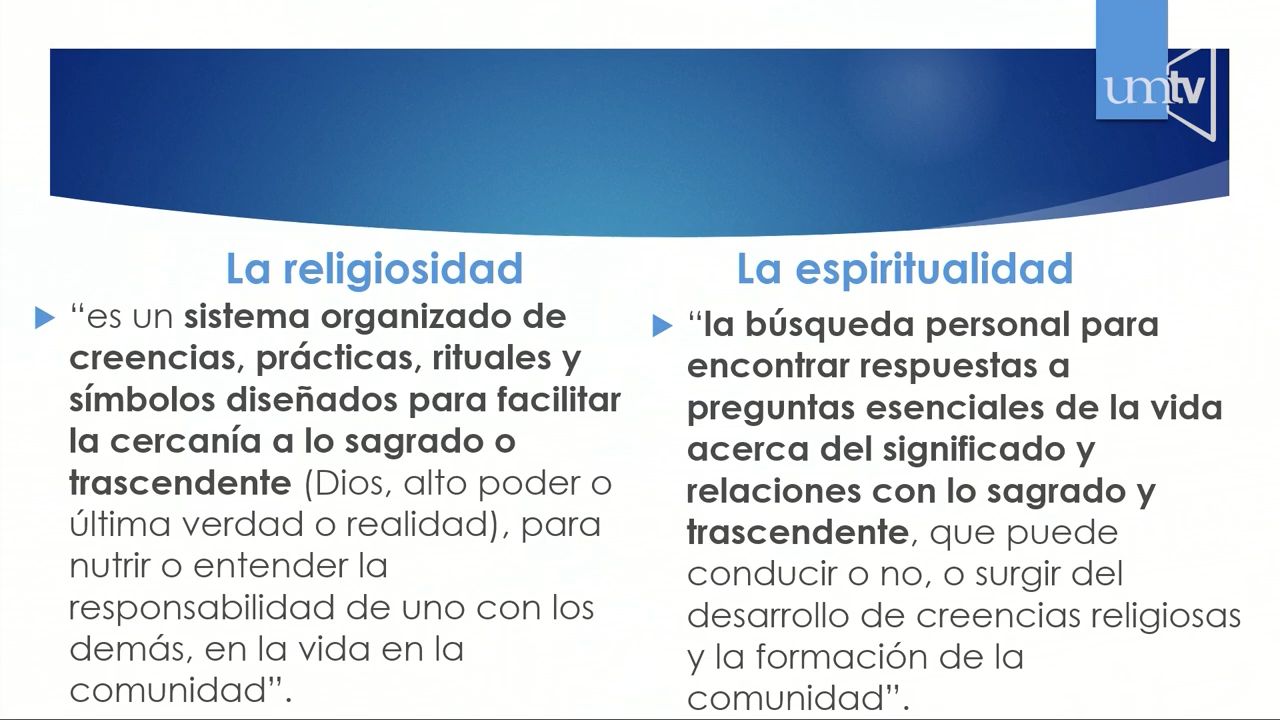 umtv
La religiosidad
“es un sistema organizado de
creencias, prácticas, rituales y
símbolos diseñados para facilitar
la cercanía a lo sagrado o
trascendente (Dios, alto poder o
última verdad o realidad), para
nutrir o entender la
responsabilidad de uno con los
demás, en la vida en la
comunidad”.
La espiritualidad
“la búsqueda personal para
encontrar respuestas a
preguntas esenciales de la vida
acerca del significado y
relaciones con lo sagrado y
trascendente, que puede
conducir o no, o surgir del
desarrollo de creencias religiosas
y la formación de la
comunidad”.